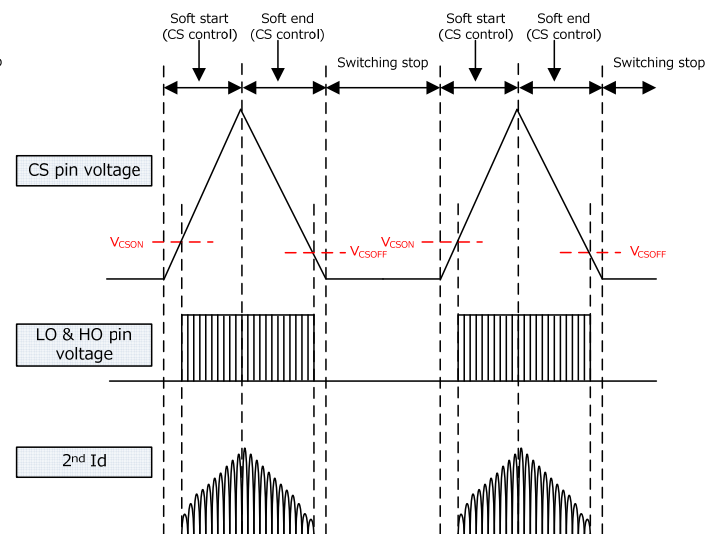 Soft start
(CS control)
Soft end
(CS control)
Switching stop
Soft start
(CS control)
Soft end
(CS control)
Switching stop
CS pin voltage
VCSON
VCSOFF
VCSON
VCSOFF
LO & HO pin
voltage
2nd Id